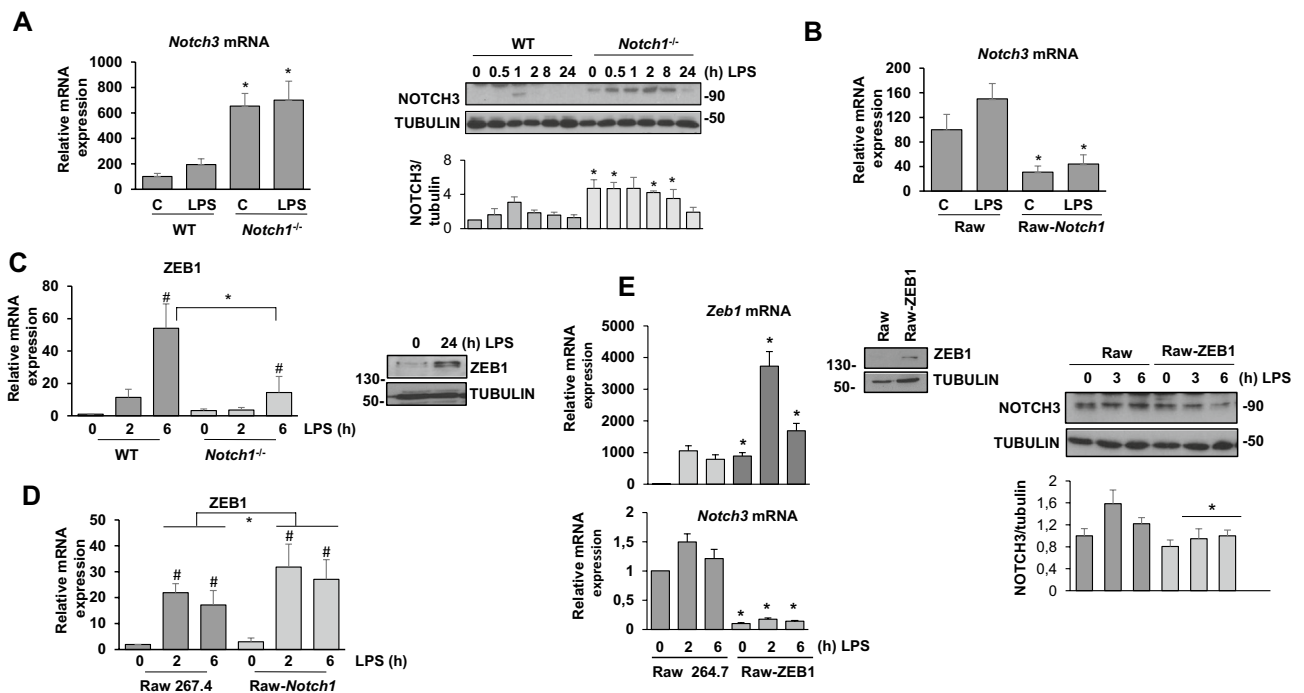 A
Notch3 mRNA
Relative mRNA
expression
1000
800
600
400
200
0
*
*
C LPS C LPS
WT Notch1-/-
WT Notch1-/-
0 0.5 1 2 8 24 0 0.5 1 2 8 24 (h) LPS
NOTCH3 -90
TUBULIN -50
NOTCH3/
tubulin
8
4
0
* * * * *
B
Notch3 mRNA
Relative mRNA
expression
200
160
120
80
40
0
* *
C LPS C LPS
Raw Raw-Notch1
C
ZEB1
Relative mRNA
expression
80
60
40
20
0
#
*
#
0 2 6 0 2 6 LPS (h)
WT Notch1-/-
0 24 (h) LPS
ZEB1
130-
TUBULIN
50-
D
ZEB1
Relative mRNA
expression
50
40
30
20
10
0
*
# # # #
0 2 6 0 2 6 LPS (h)
Raw 267.4 Raw-Notch1
E
Zeb1 mRNA
Relative mRNA
expression
5000
4000
3000
2000
1000
0
* * *
Notch3 mRNA
Relative mRNA
expression
2
1,5
1
0,5
0
* * *
0 2 6 0 2 6 (h) LPS
Raw 264.7 Raw-ZEB1
Raw
Raw-ZEB1
ZEB1
130-
TUBULIN
50-
Raw Raw-ZEB1
0 3 6 0 3 6 (h) LPS
NOTCH3 -90
TUBULIN -50
NOTCH3/tubulin
1,6
1,2
0,8
0,4
0
*